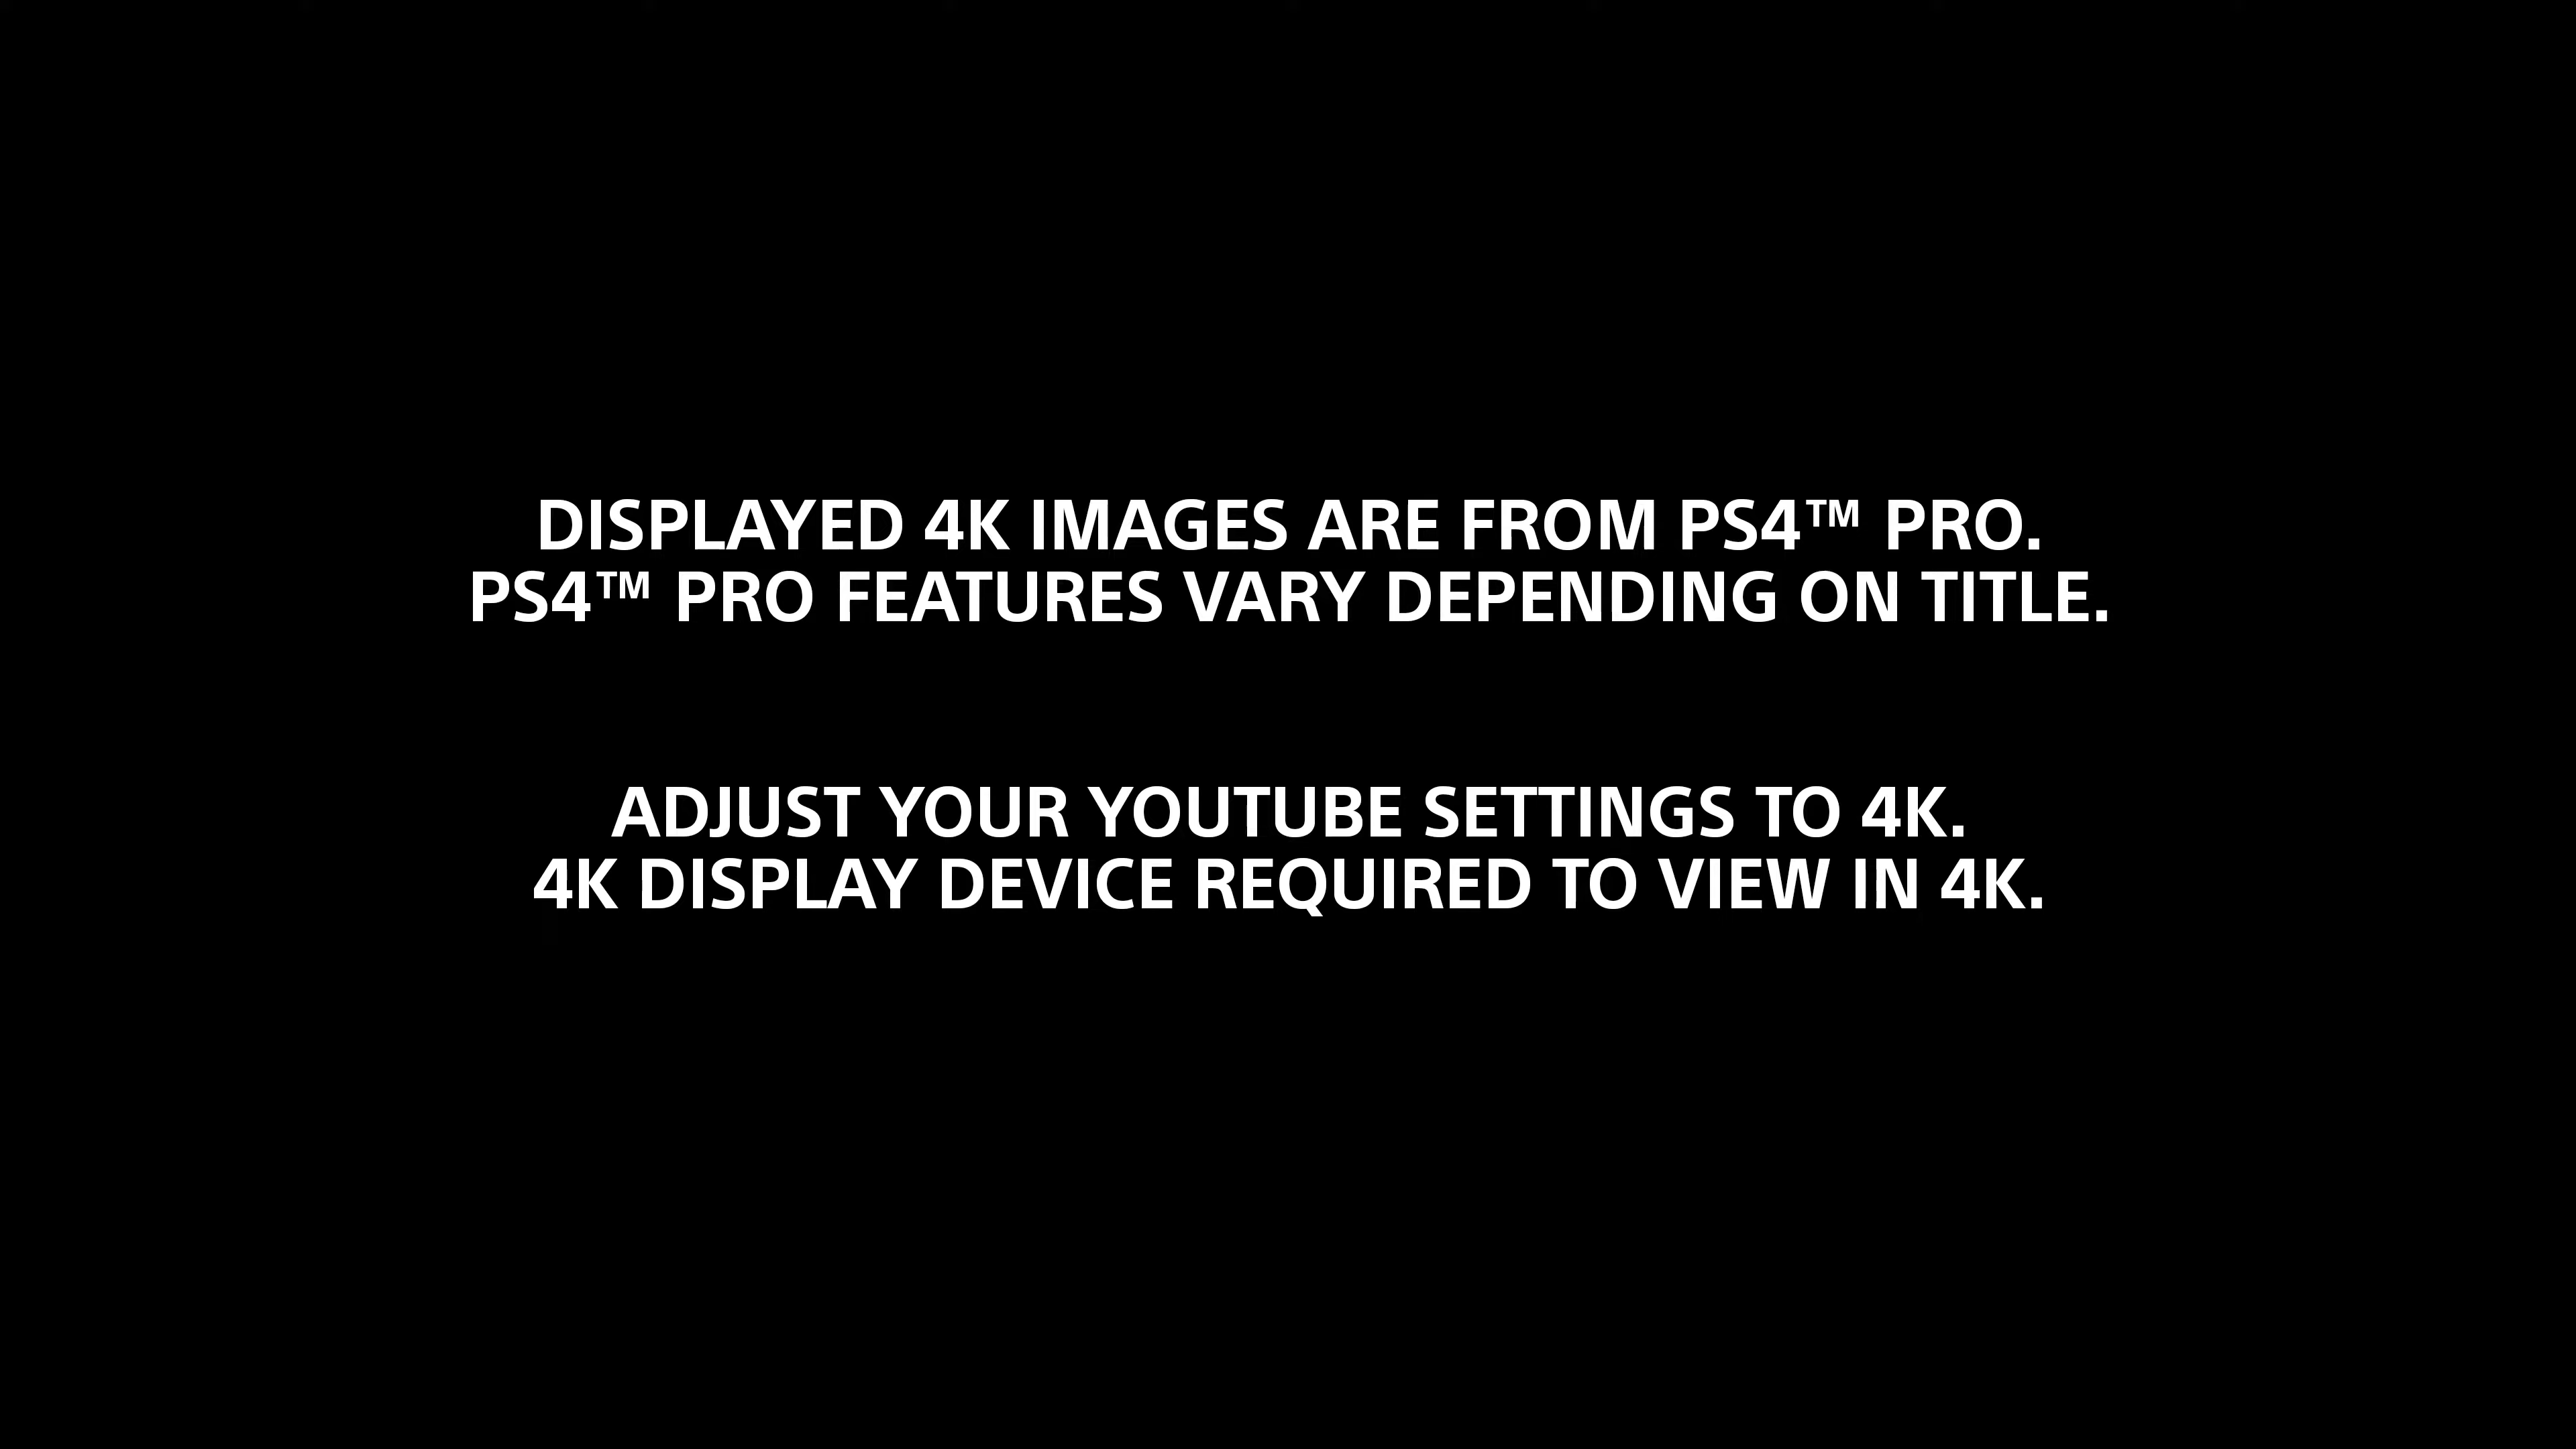 DISPLAYED 4K IMAGES ARE FROM PS4™ PRO.
PS4™ PRO FEATURES VARY DEPENDING ON TITLE.
ADJUST YOUR YOUTUBE SETTINGS TO 4K.
4K DISPLAY DEVICE REQUIRED TO VIEW IN 4K.